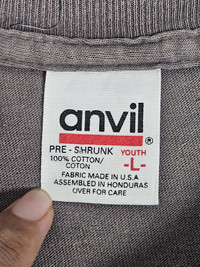 anvil
®
PRE - SHRUNK YOUTH
100% COTTON/ -L-
COTON
FABRIC MADE IN U.S.A
ASSEMBLED IN HONDURAS
OVER FOR CARE